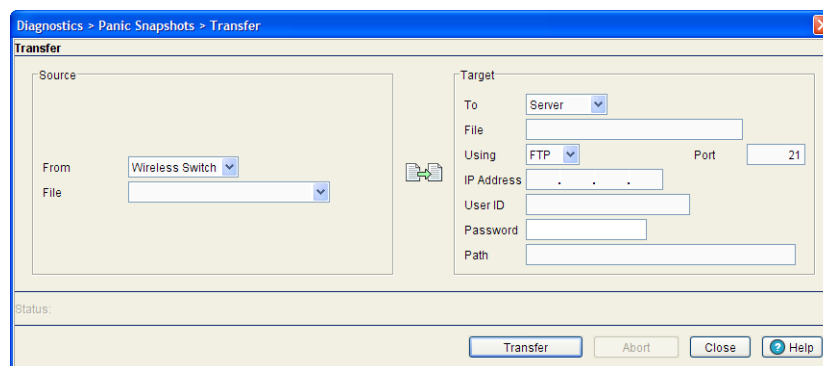 Diagnostics > Panic Snapshots > Transfer
Transfer
Source
From Wireless Switch
File
Target
To Server
File
Using FTP Port 21
IP Address . . .
User ID
Password
Path
Status:
Transfer Abort Close ? Help